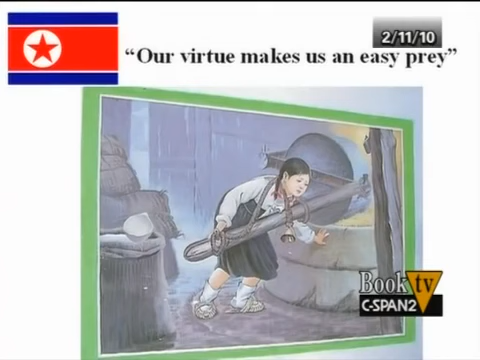 2/11/10
“Our virtue makes us an easy prey”
Book tv
C-SPAN2